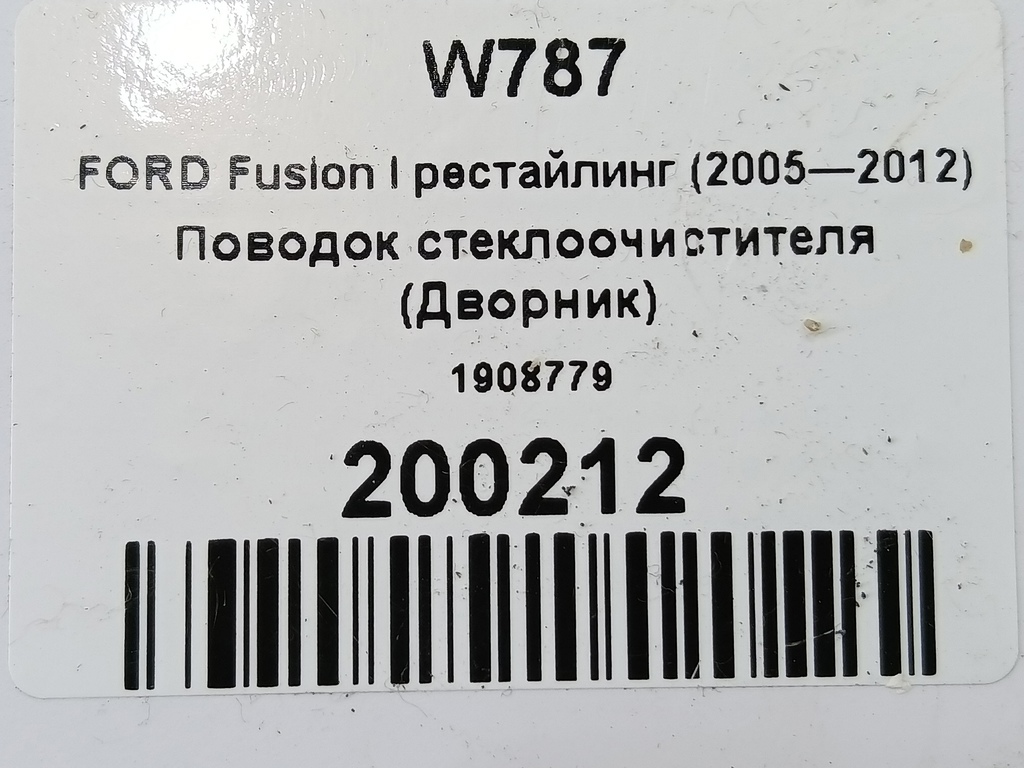 W787
FORD Fusion I рестайлинг (2005—2012)
Поводок стеклоочистителя
(Дворник)
1908779
200212